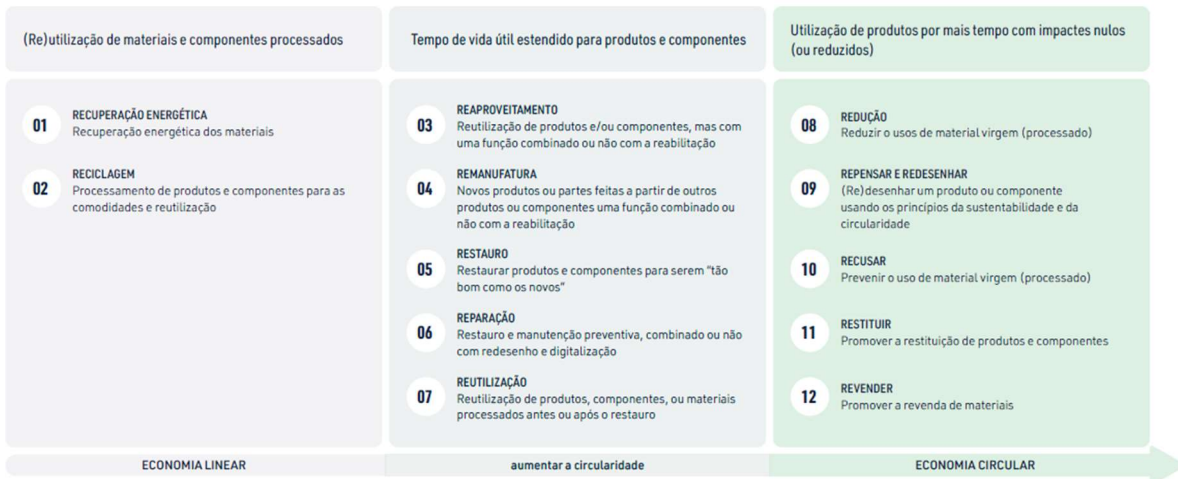 (Re)utilização de materiais e componentes processados
01
RECUPERAÇÃO ENERGÉTICA
Recuperação energética dos materiais
02
RECICLAGEM
Processamento de produtos e componentes para as
comodidades e reutilização
ECONOMIA LINEAR
Tempo de vida útil estendido para produtos e componentes
03
REAPROVEITAMENTO
Reutilização de produtos e/ou componentes, mas com
uma função combinado ou não com a reabilitação
04
REMANUFATURA
Novos produtos ou partes feitas a partir de outros
produtos ou componentes uma função combinado ou
não com a reabilitação
05
RESTAURO
Restaurar produtos e componentes para serem "tão
bom como os novos"
06
REPARAÇÃO
Restauro e manutenção preventiva, combinado ou não
com redesenho e digitalização
07
REUTILIZAÇÃO
Reutilização de produtos, componentes, ou materiais
processados antes ou após o restauro
aumentar a circularidade
Utilização de produtos por mais tempo com impactes nulos
(ou reduzidos)
08
REDUÇÃO
Reduzir o usos de material virgem (processado)
09
REPENSAR E REDESENHAR
(Re)desenhar um produto ou componente
usando os princípios da sustentabilidade e da
circularidade
10
RECUSAR
Prevenir o uso de material virgem (processado)
11
RESTITUIR
Promover a restituição de produtos e componentes
12
REVENDER
Promover a revenda de materiais
ECONOMIA CIRCULAR